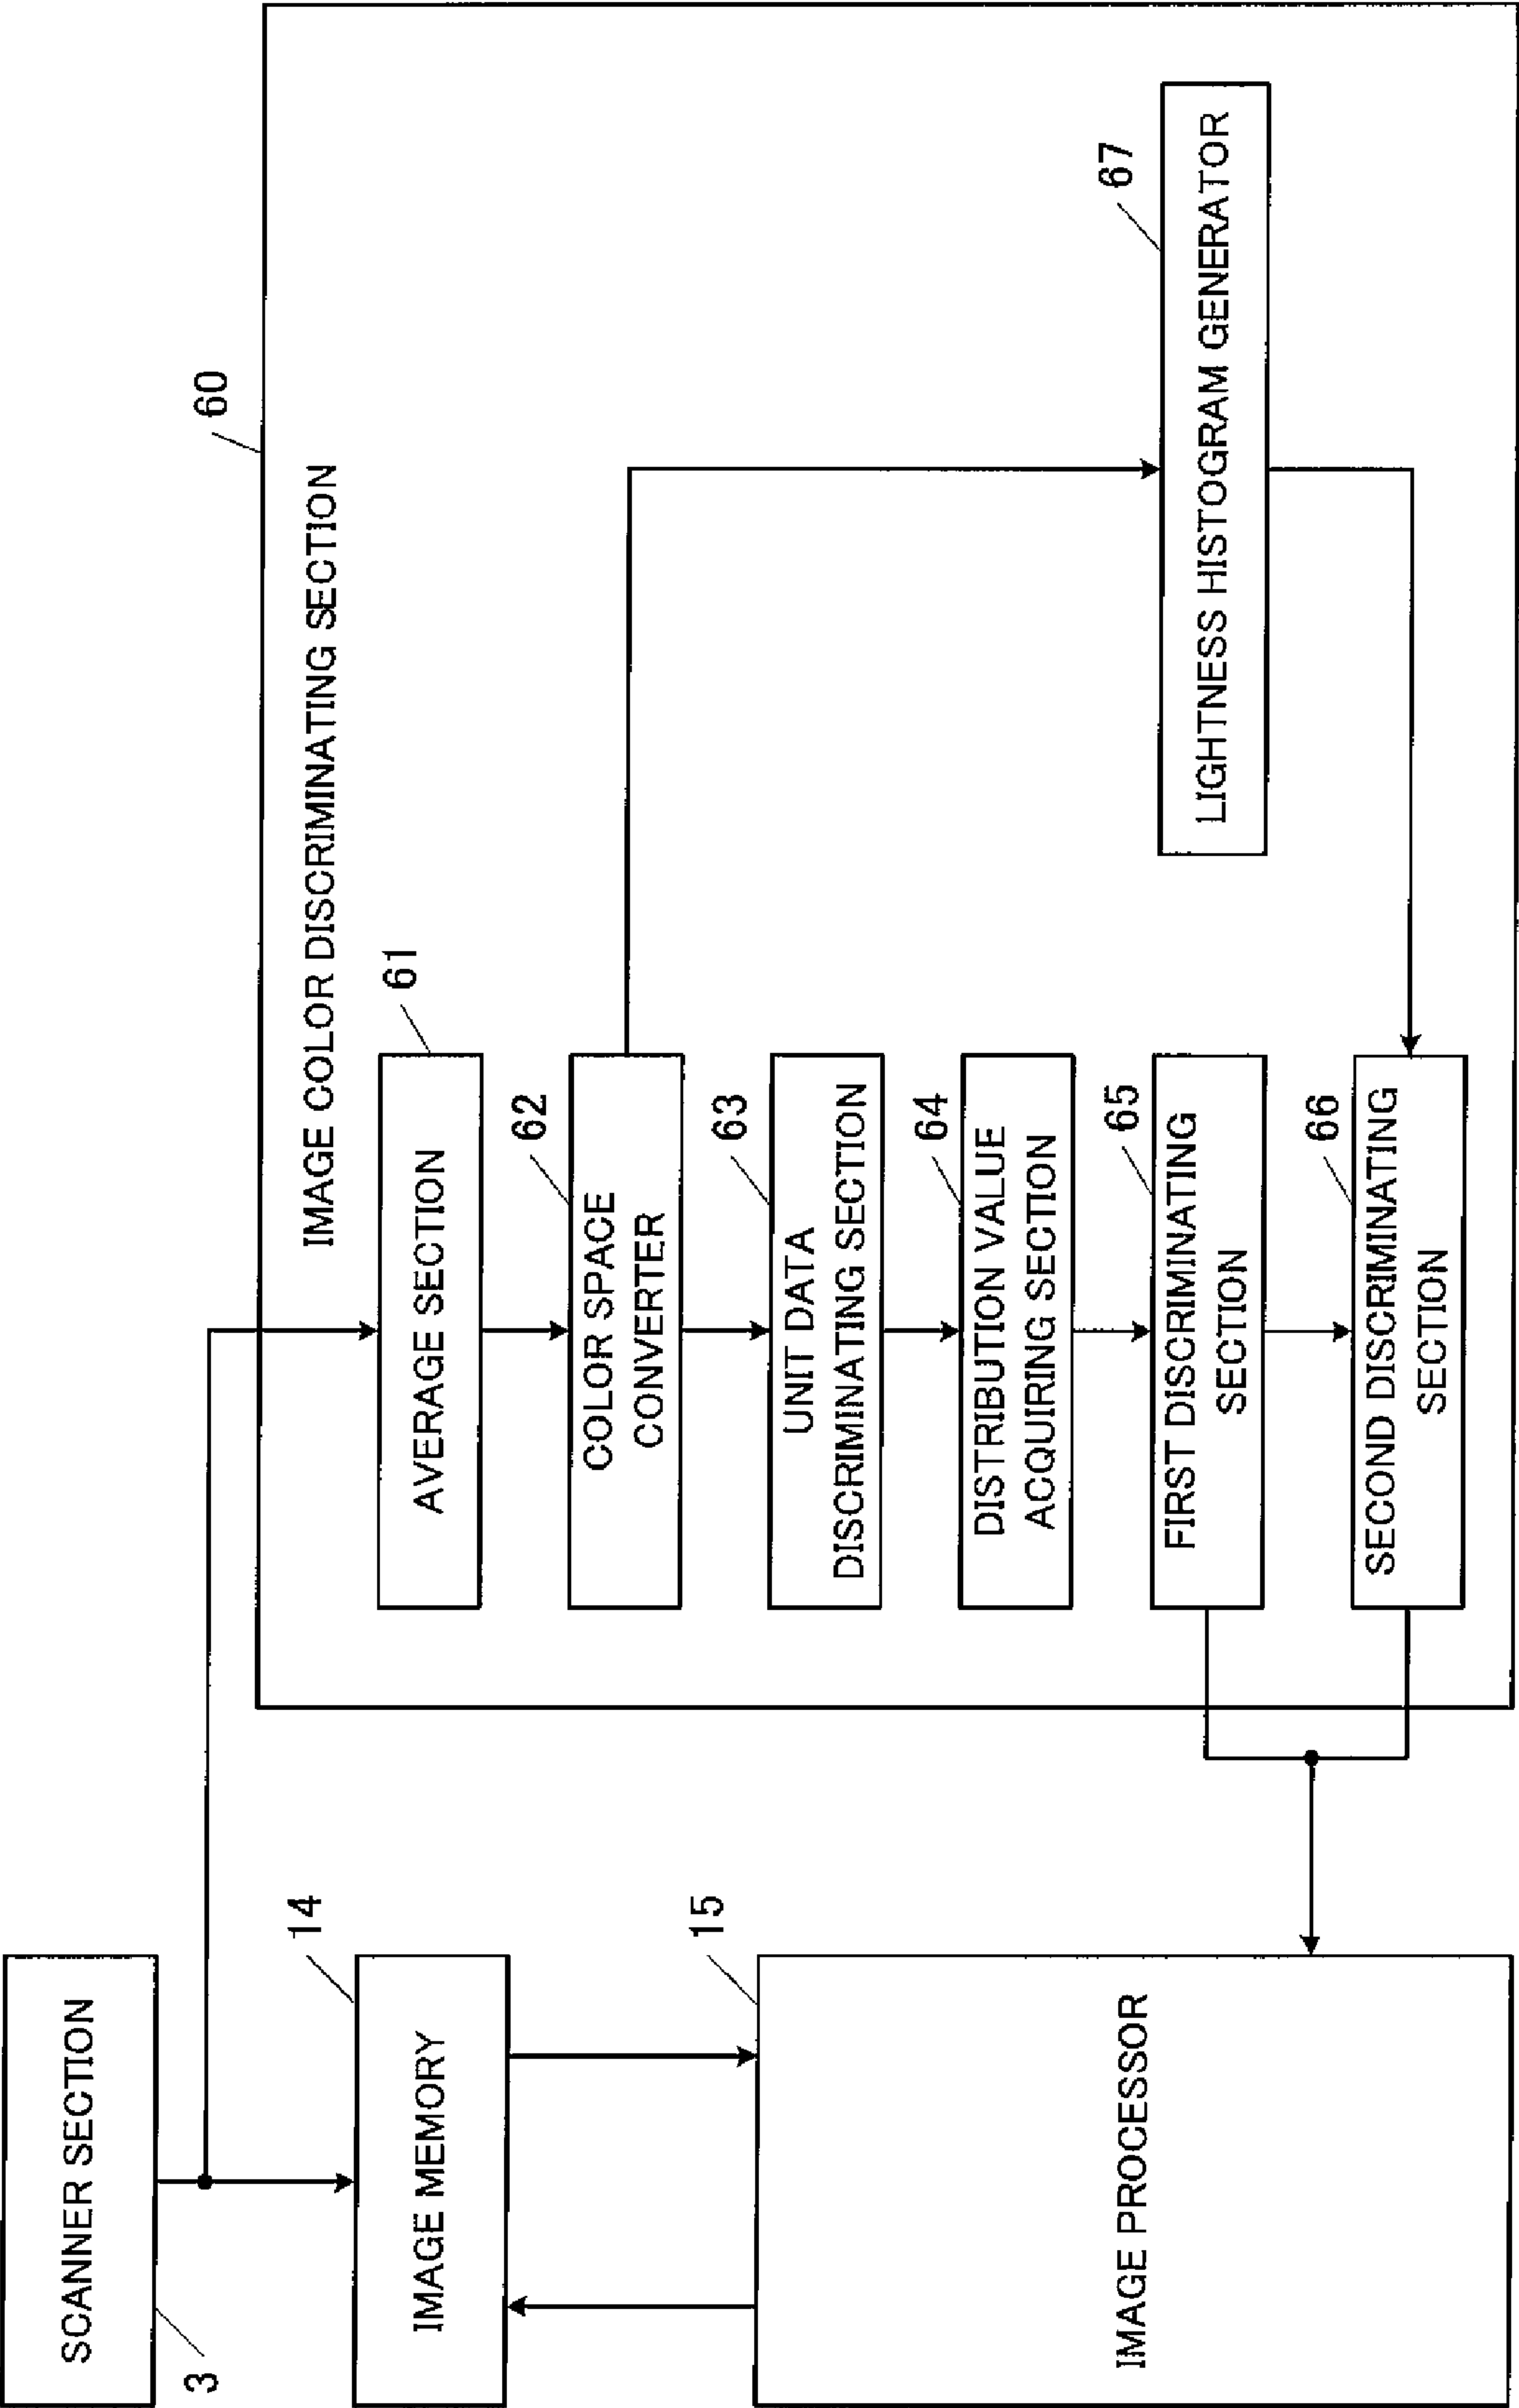 SCANNER SECTION
3
14
IMAGE MEMORY
15
IMAGE PROCESSOR
60
IMAGE COLOR DISCRIMINATING SECTION
61
AVERAGE SECTION
62
COLOR SPACE
CONVERTER
63
UNIT DATA
DISCRIMINATING SECTION
64
DISTRIBUTION VALUE
ACQUIRING SECTION
65
FIRST DISCRIMINATING
SECTION
66
SECOND DISCRIMINATING
SECTION
67
LIGHTNESS HISTOGRAM GENERATOR